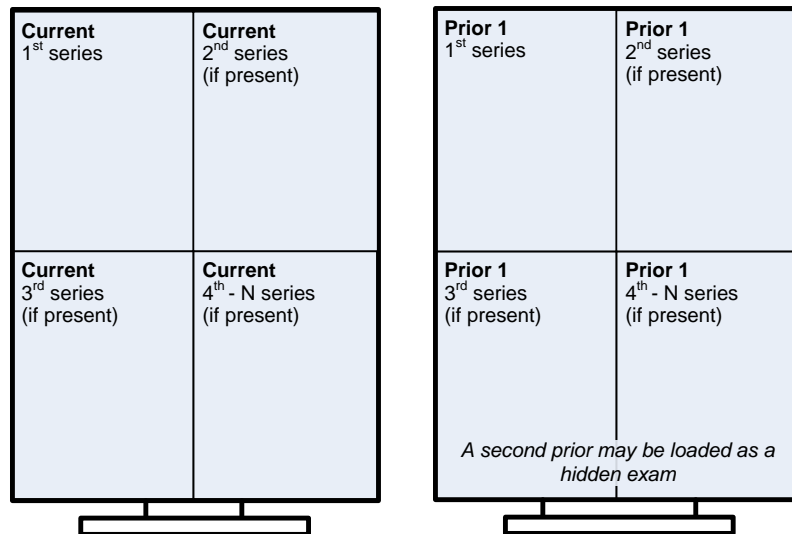 Current
1st series
Current
2nd series
(if present)
Current
3rd series
(if present)
Current
4th - N series
(if present)
Prior 1
1st series
Prior 1
2nd series
(if present)
Prior 1
3rd series
(if present)
Prior 1
4th - N series
(if present)
A second prior may be loaded as a
hidden exam